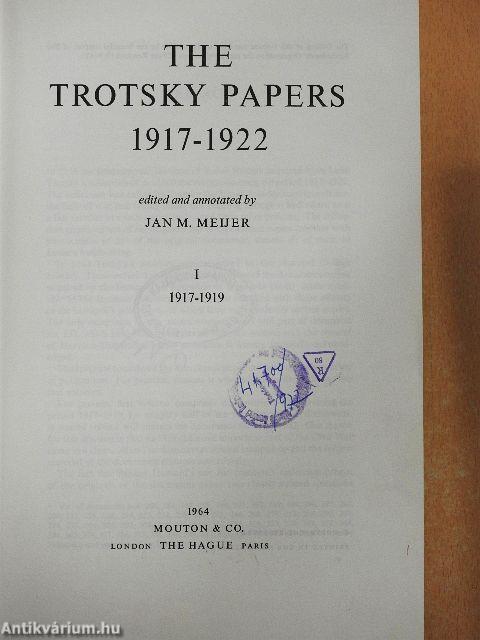 THE
TROTSKY PAPERS
1917-1922
edited and annotated by
JAN M. MEIJER
I
1917-1919
1964
MOUTON & CO.
LONDON THE HAGUE PARIS
Antikvárium.hu